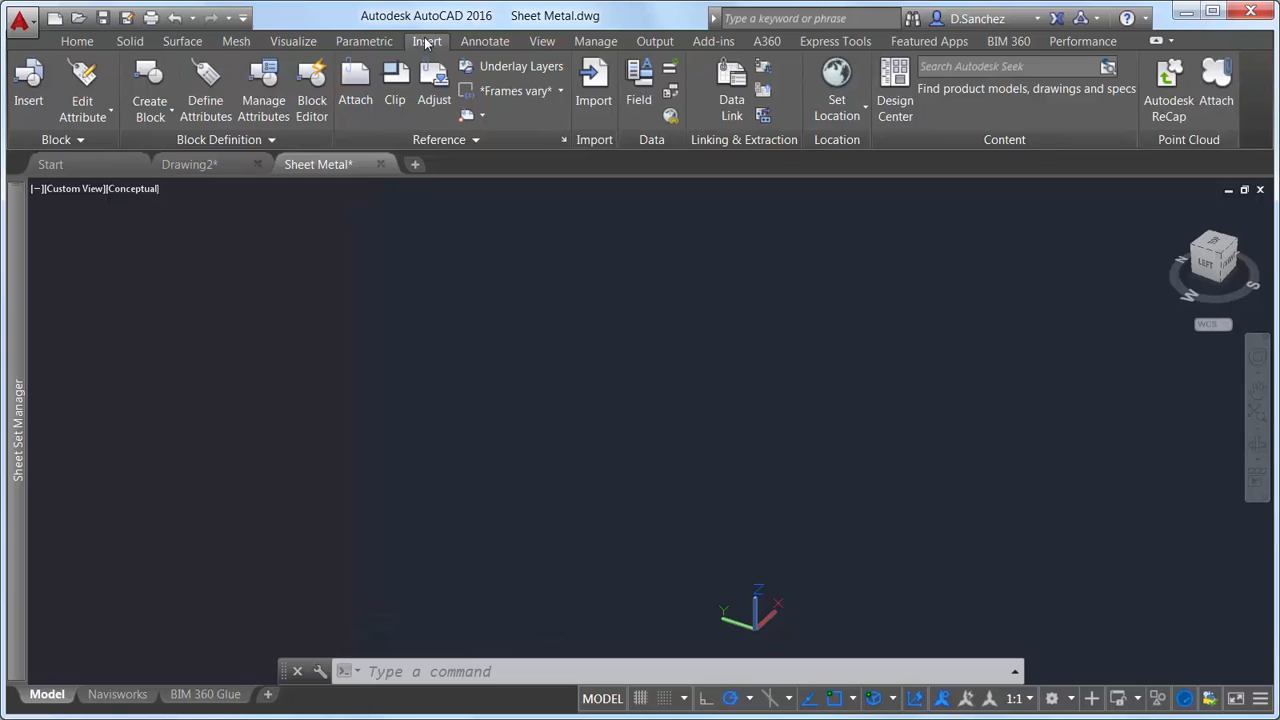 Autodesk AutoCAD 2016 Sheet Metal.dwg
Type a keyword or phrase
D.Sanchez
Home Solid Surface Mesh Visualize Parametric Insert Annotate View Manage Output Add-ins A360 Express Tools Featured Apps BIM 360 Performance
Insert
Edit
Attribute
Create
Block
Define
Attributes
Manage
Attributes
Block
Editor
Attach
Clip
Adjust
Underlay Layers
*Frames vary*
Import
Field
Data
Link
Set
Location
Design
Center
Search Autodesk Seek
Find product models, drawings and specs
Autodesk
ReCap
Attach
Block Block Definition Reference Import Data Linking & Extraction Location Content Point Cloud
Start Drawing2* Sheet Metal*
[−][Custom View][Conceptual]
TOP
LEFT
N
W
S
WCS
Sheet Set Manager
Z
Y
X
Type a command
Model Navisworks BIM 360 Glue
MODEL
1:1